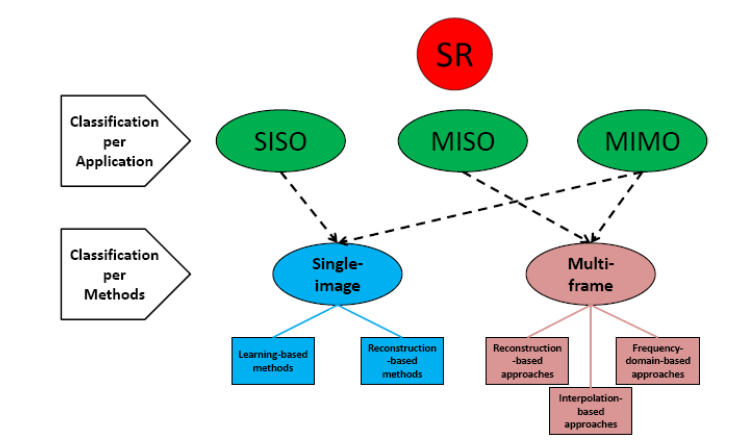 SR
Classification
per
Application
SISO
MISO
MIMO
Classification
per
Methods
Single-
image
Multi-
frame
Learning-based
methods
Reconstruction
-based
methods
Reconstruction
-based
approaches
Interpolation-
based
approaches
Frequency-
domain-based
approaches